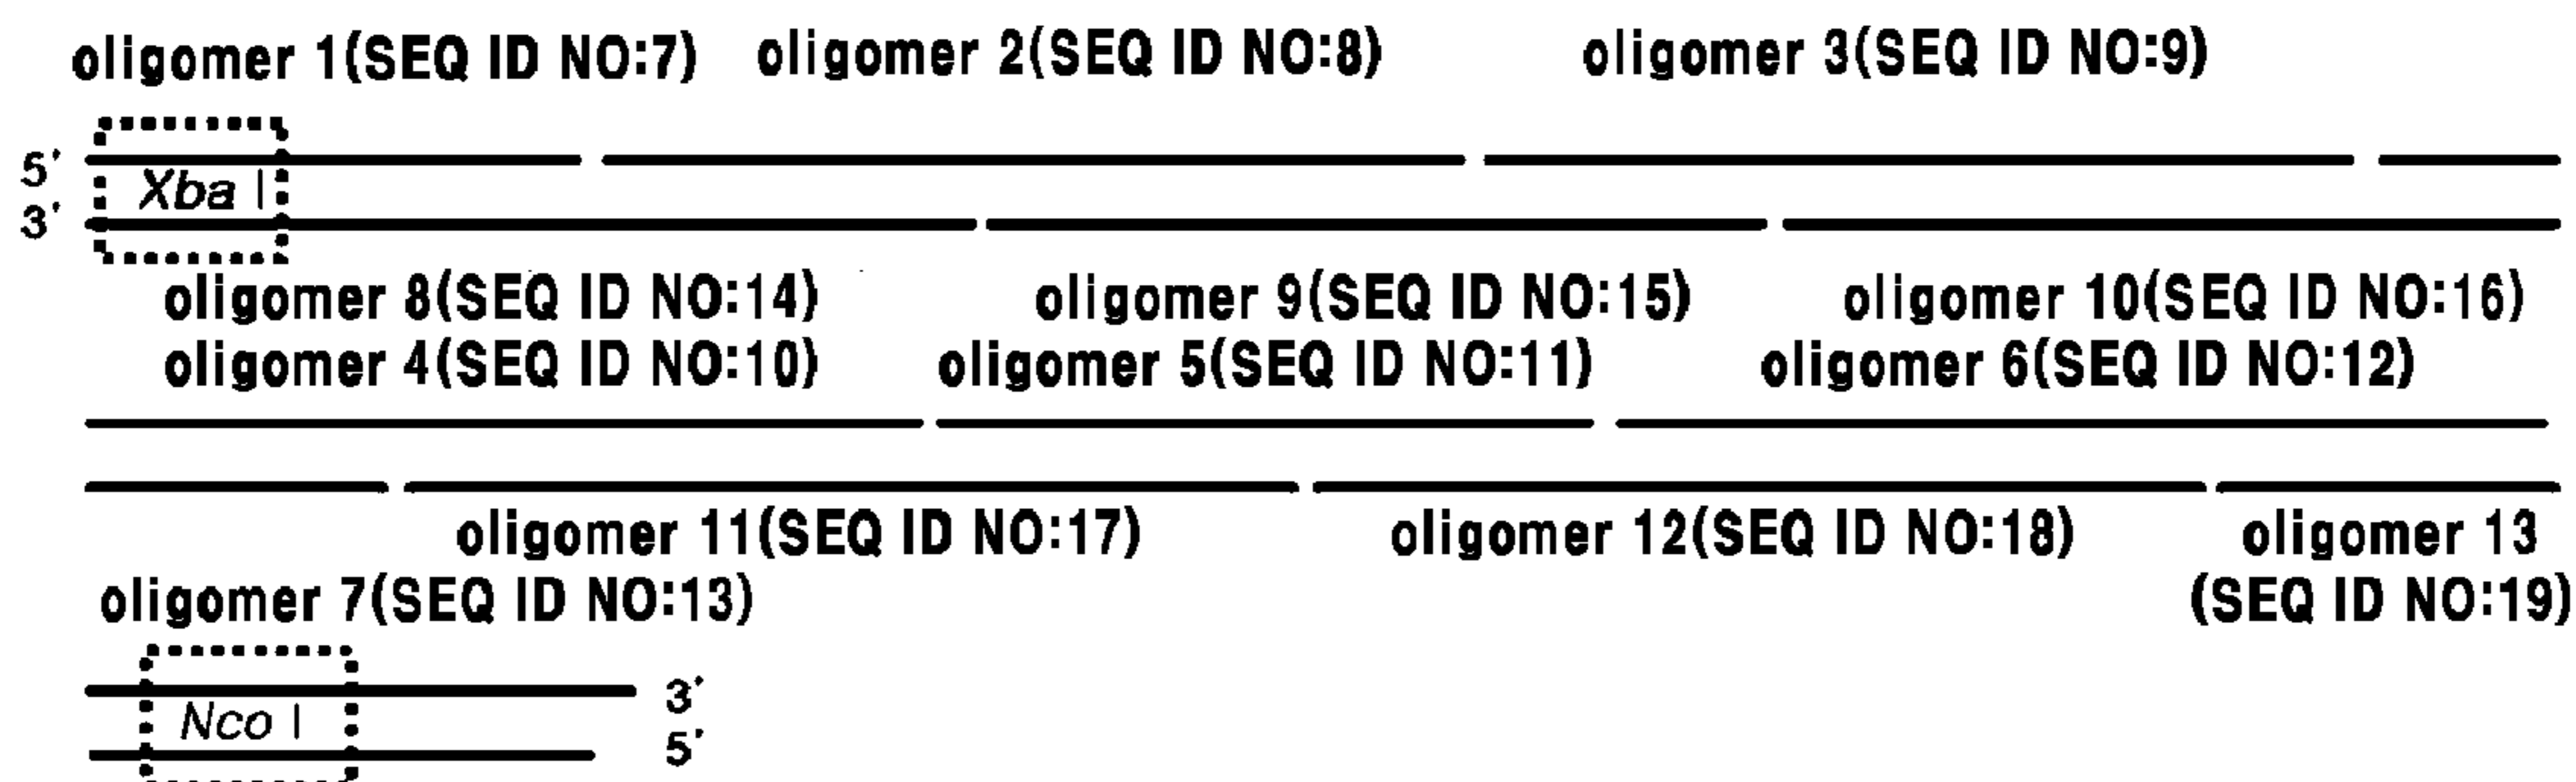 oligomer 1(SEQ ID NO:7) oligomer 2(SEQ ID NO:8) oligomer 3(SEQ ID NO:9)
5'
Xba I
3'
oligomer 8(SEQ ID NO:14) oligomer 9(SEQ ID NO:15) oligomer 10(SEQ ID NO:16)
oligomer 4(SEQ ID NO:10) oligomer 5(SEQ ID NO:11) oligomer 6(SEQ ID NO:12)
oligomer 11(SEQ ID NO:17) oligomer 12(SEQ ID NO:18) oligomer 13
oligomer 7(SEQ ID NO:13) (SEQ ID NO:19)
3'
Nco I
5'